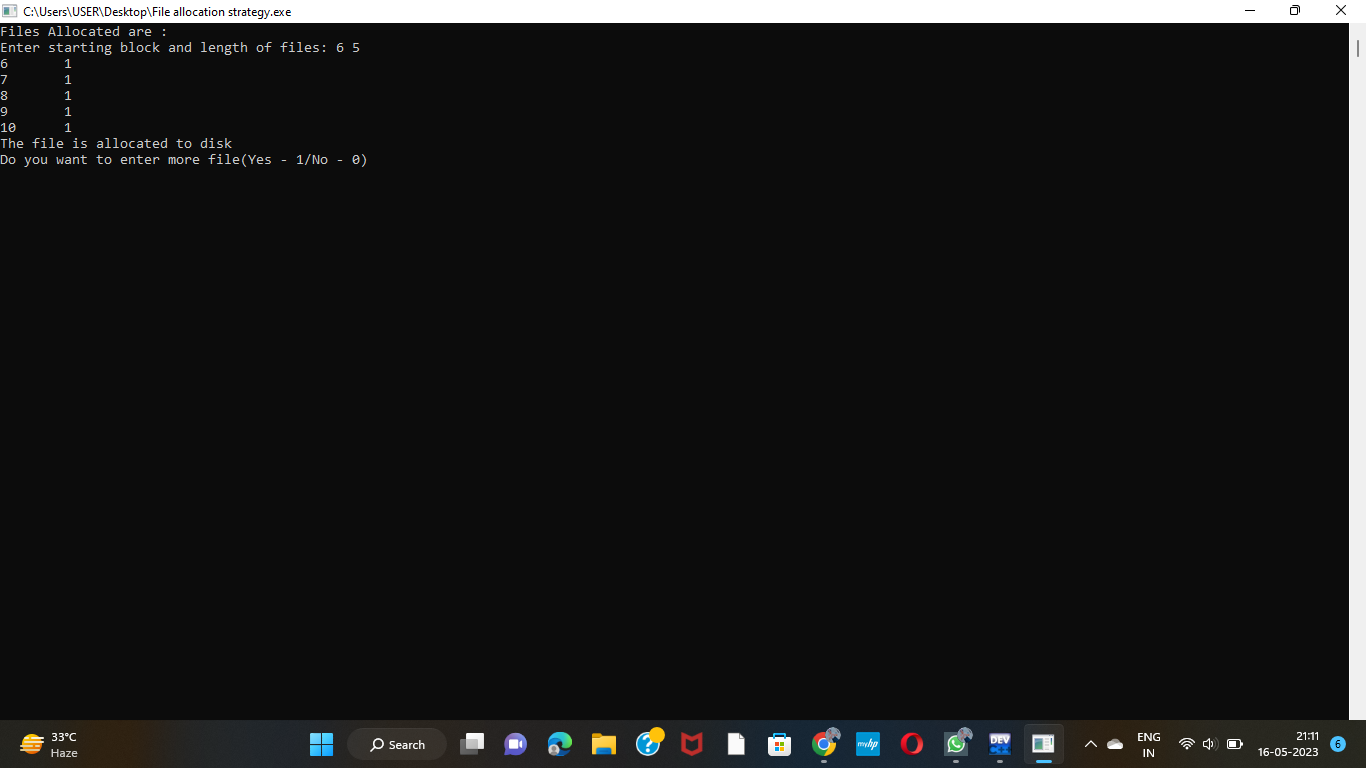 C:\Users\USER\Desktop\File allocation strategy.exe
Files Allocated are :
Enter starting block and length of files: 6 5
6 1
7 1
8 1
9 1
10 1
The file is allocated to disk
Do you want to enter more file(Yes - 1/No - 0)
33°C
Haze
Search
myhp
DEV
ENG
IN
21:11
16-05-2023
6